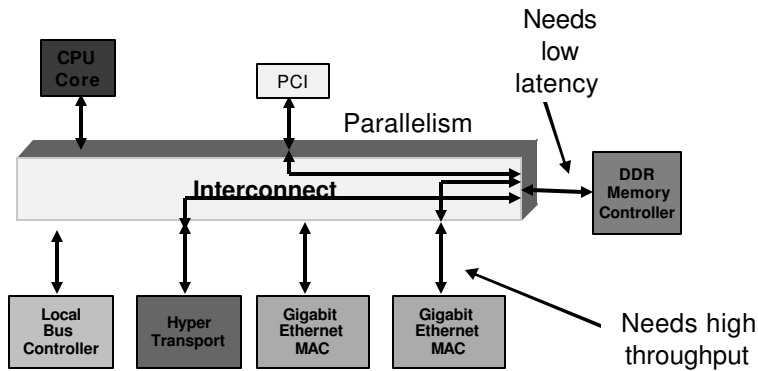 Needs
low
latency
CPU
Core
PCI
Parallelism
Interconnect
DDR
Memory
Controller
Local
Bus
Controller
Hyper
Transport
Gigabit
Ethernet
MAC
Gigabit
Ethernet
MAC
Needs high
throughput